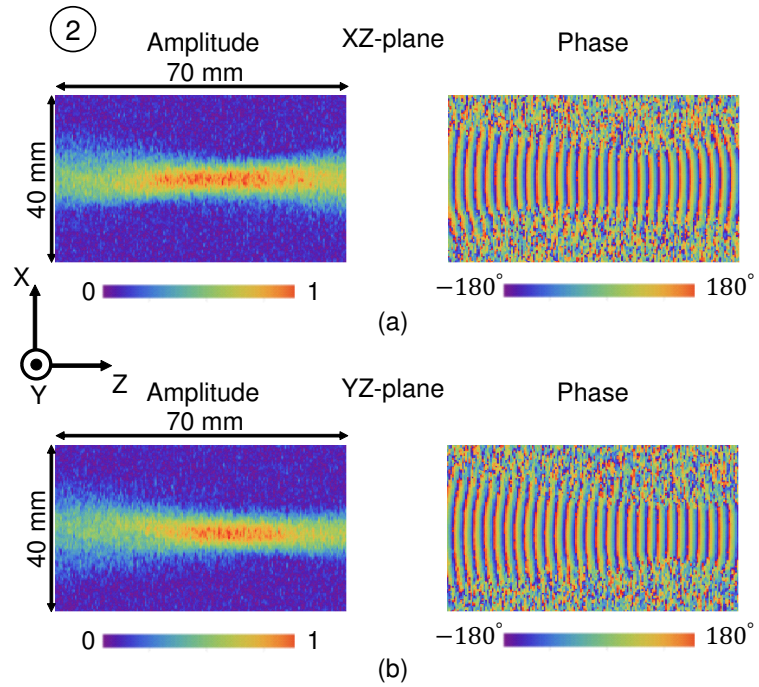 2
Amplitude XZ-plane Phase
70 mm
40 mm
0 1 −180° 180°
(a)
X
Y Z
Amplitude YZ-plane Phase
70 mm
40 mm
0 1 −180° 180°
(b)